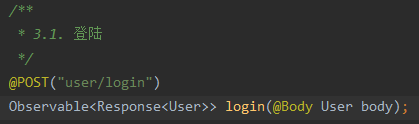 /**
 * 3.1. 登陆
 */
@POST("user/login")
Observable<Response<User>> login(@Body User body);